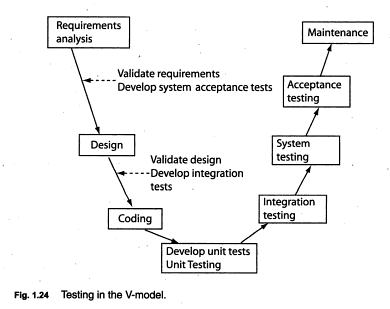 Requirements
analysis
Maintenance
Validate requirements
Develop system acceptance tests
Acceptance
testing
Design
System
testing
Validate design
Develop integration
tests
Integration
testing
Coding
Develop unit tests
Unit Testing
Fig. 1.24 Testing in the V-model.